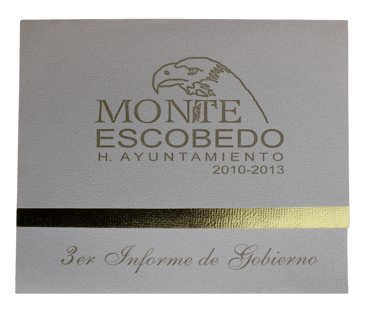 MONTE
ESCOBEDO
H. AYUNTAMIENTO
2010-2013
3er Informe de Gobierno